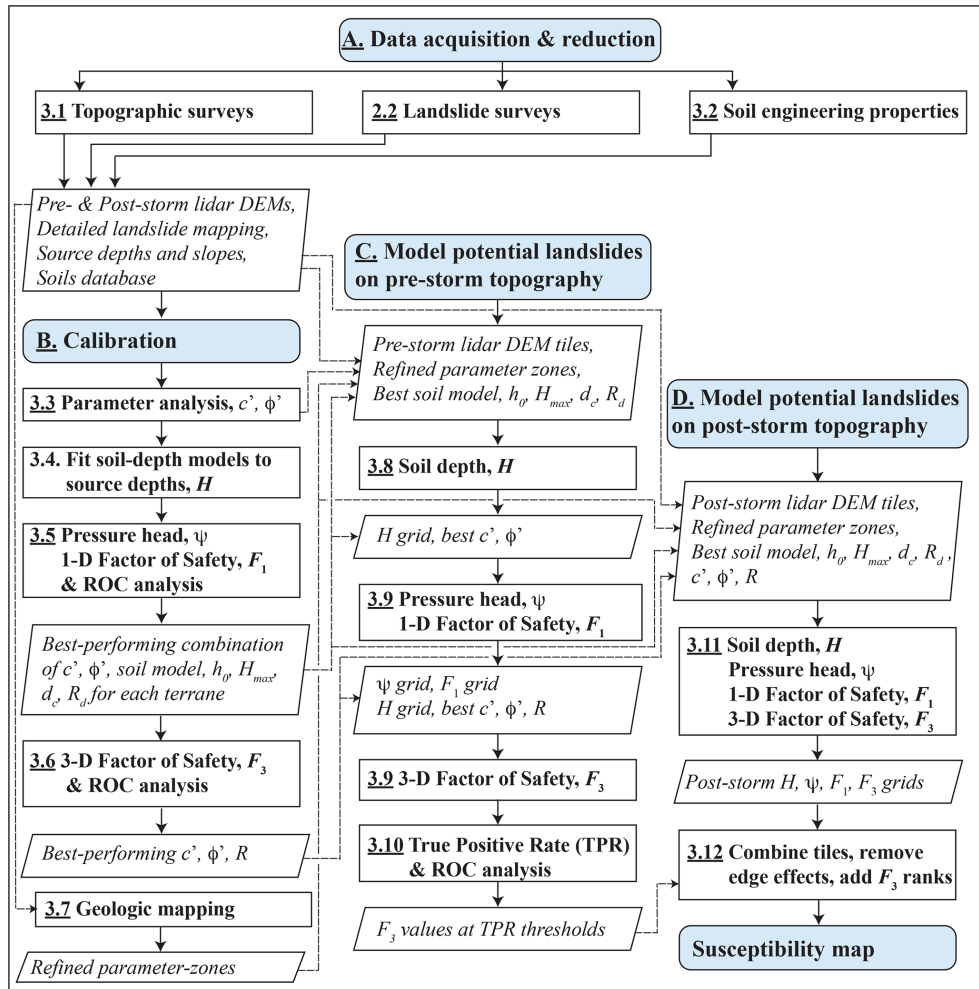 A. Data acquisition & reduction
3.1 Topographic surveys
2.2 Landslide surveys
3.2 Soil engineering properties
Pre- & Post-storm lidar DEMs,
Detailed landslide mapping,
Source depths and slopes,
Soils database
B. Calibration
3.3 Parameter analysis, c’, ϕ’
3.4. Fit soil-depth models to
source depths, H
3.5 Pressure head, ψ
1-D Factor of Safety, F₁
& ROC analysis
Best-performing combination
of c’, ϕ’, soil model, h₀, Hmax,
dc, Rd for each terrane
3.6 3-D Factor of Safety, F₃
& ROC analysis
Best-performing c’, ϕ’, R
3.7 Geologic mapping
Refined parameter-zones
C. Model potential landslides
on pre-storm topography
Pre-storm lidar DEM tiles,
Refined parameter zones,
Best soil model, h₀, Hmax, dc, Rd
3.8 Soil depth, H
H grid, best c’, ϕ’
3.9 Pressure head, ψ
1-D Factor of Safety, F₁
ψ grid, F₁ grid
H grid, best c’, ϕ’, R
3.9 3-D Factor of Safety, F₃
3.10 True Positive Rate (TPR)
& ROC analysis
F₃ values at TPR thresholds
D. Model potential landslides
on post-storm topography
Post-storm lidar DEM tiles,
Refined parameter zones,
Best soil model, h₀, Hmax, dc, Rd,
c’, ϕ’, R
3.11 Soil depth, H
Pressure head, ψ
1-D Factor of Safety, F₁
3-D Factor of Safety, F₃
Post-storm H, ψ, F₁, F₃ grids
3.12 Combine tiles, remove
edge effects, add F₃ ranks
Susceptibility map